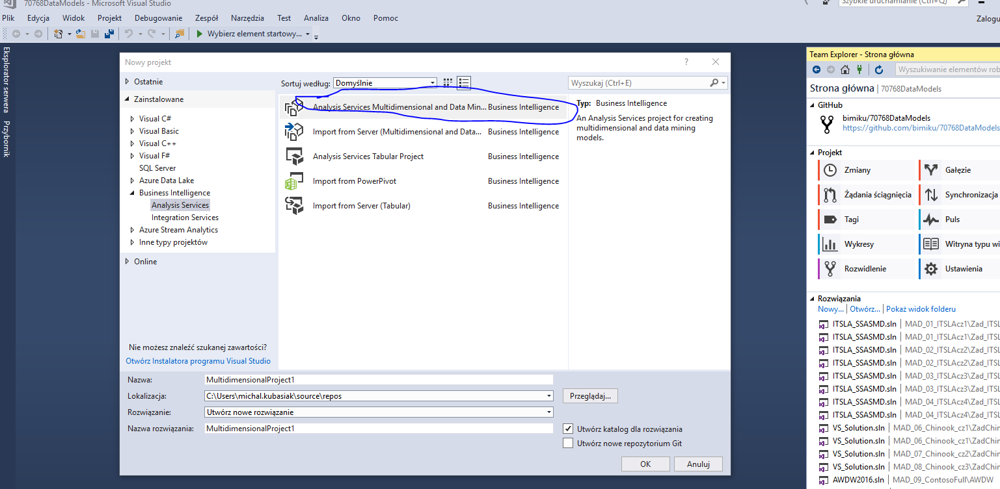 70768DataModels - Microsoft Visual Studio
Szybkie uruchamianie (Ctrl+Q)
Plik Edycja Widok Projekt Debugowanie Zespół Narzędzia Test Analiza Okno Pomoc
Wybierz element startowy...
Eksplorator serwera
Przybornik
Nowy projekt
? 
Ostatnie
Zainstalowane
Visual C#
Visual Basic
Visual C++
Visual F#
SQL Server
Azure Data Lake
Business Intelligence
Analysis Services
Integration Services
Azure Stream Analytics
Inne typy projektów
Online
Nie możesz znaleźć szukanej zawartości?
Otwórz Instalatora programu Visual Studio
Sortuj według: Domyślnie
Analysis Services Multidimensional and Data Min... Business Intelligence
Import from Server (Multidimensional and Data... Business Intelligence
Analysis Services Tabular Project Business Intelligence
Import from PowerPivot Business Intelligence
Import from Server (Tabular) Business Intelligence
Wyszukaj (Ctrl+E)
Typ: Business Intelligence
An Analysis Services project for creating
multidimensional and data mining
models.
Nazwa: MultidimensionalProject1
Lokalizacja: C:\Users\michal.kubasiak\source\repos
Przeglądaj...
Rozwiązanie: Utwórz nowe rozwiązanie
Nazwa rozwiązania: MultidimensionalProject1
Utwórz katalog dla rozwiązania
Utwórz nowe repozytorium Git
OK Anuluj
Team Explorer - Strona główna
Strona główna | 70768DataModels
GitHub
bimiku/70768DataModels
https://github.com/bimiku/70768DataModels
Projekt
Zmiany Gałęzie
Żądania ściągnięcia Synchronizacja
Tagi Puls
Wykresy Witryna typu
Rozwidlenie Ustawienia
Rozwiązania
Nowy... | Otwórz... | Pokaż widok folderu
ITSLA_SSASMD.sln | MAD_01_ITSLAcz1\Zad_ITSL
ITSLA_SSASMD.sln | MAD_01_ITSLAcz1\Zad_ITSL
ITSLA_SSASMD.sln | MAD_02_ITSLAcz2\Zad_ITSL
ITSLA_SSASMD.sln | MAD_02_ITSLAcz2\Zad_ITSL
ITSLA_SSASMD.sln | MAD_03_ITSLAcz3\Zad_ITSL
ITSLA_SSASMD.sln | MAD_03_ITSLAcz3\Zad_ITSL
ITSLA_SSASMD.sln | MAD_04_ITSLAcz4\Zad_ITSL
ITSLA_SSASMD.sln | MAD_04_ITSLAcz4\Zad_ITSL
VS_Solution.sln | MAD_06_Chinook_cz1\ZadChin
VS_Solution.sln | MAD_06_Chinook_cz1\ZadChin
VS_Solution.sln | MAD_07_Chinook_cz2\ZadChin
VS_Solution.sln | MAD_08_Chinook_cz3\ZadChin
AWDW2016.sln | MAD_09_ContosoFull\AWDW